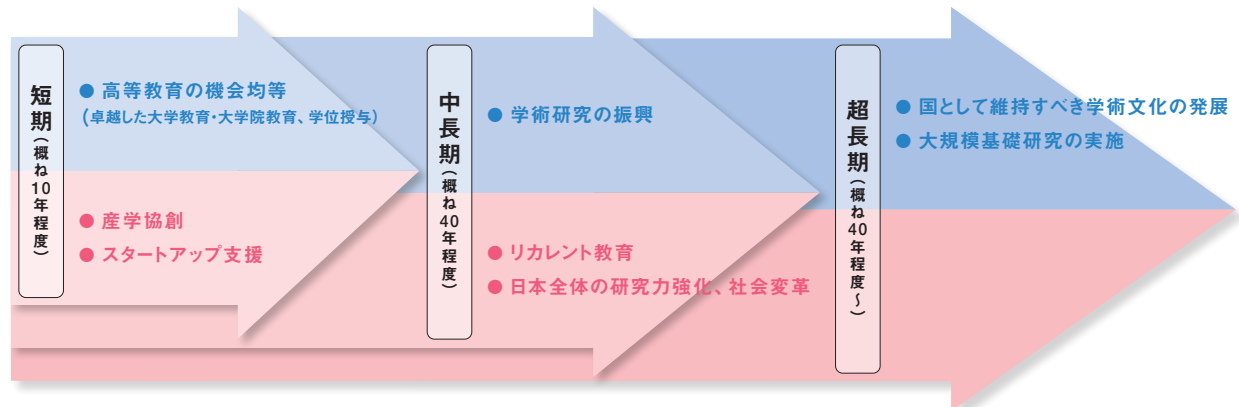 短期（概ね10年程度）
● 高等教育の機会均等
（卓越した大学教育・大学院教育、学位授与）
● 産学協創
● スタートアップ支援
中長期（概ね40年程度）
● 学術研究の振興
● リカレント教育
● 日本全体の研究力強化、社会変革
超長期（概ね40年程度～）
● 国として維持すべき学術文化の発展
● 大規模基礎研究の実施